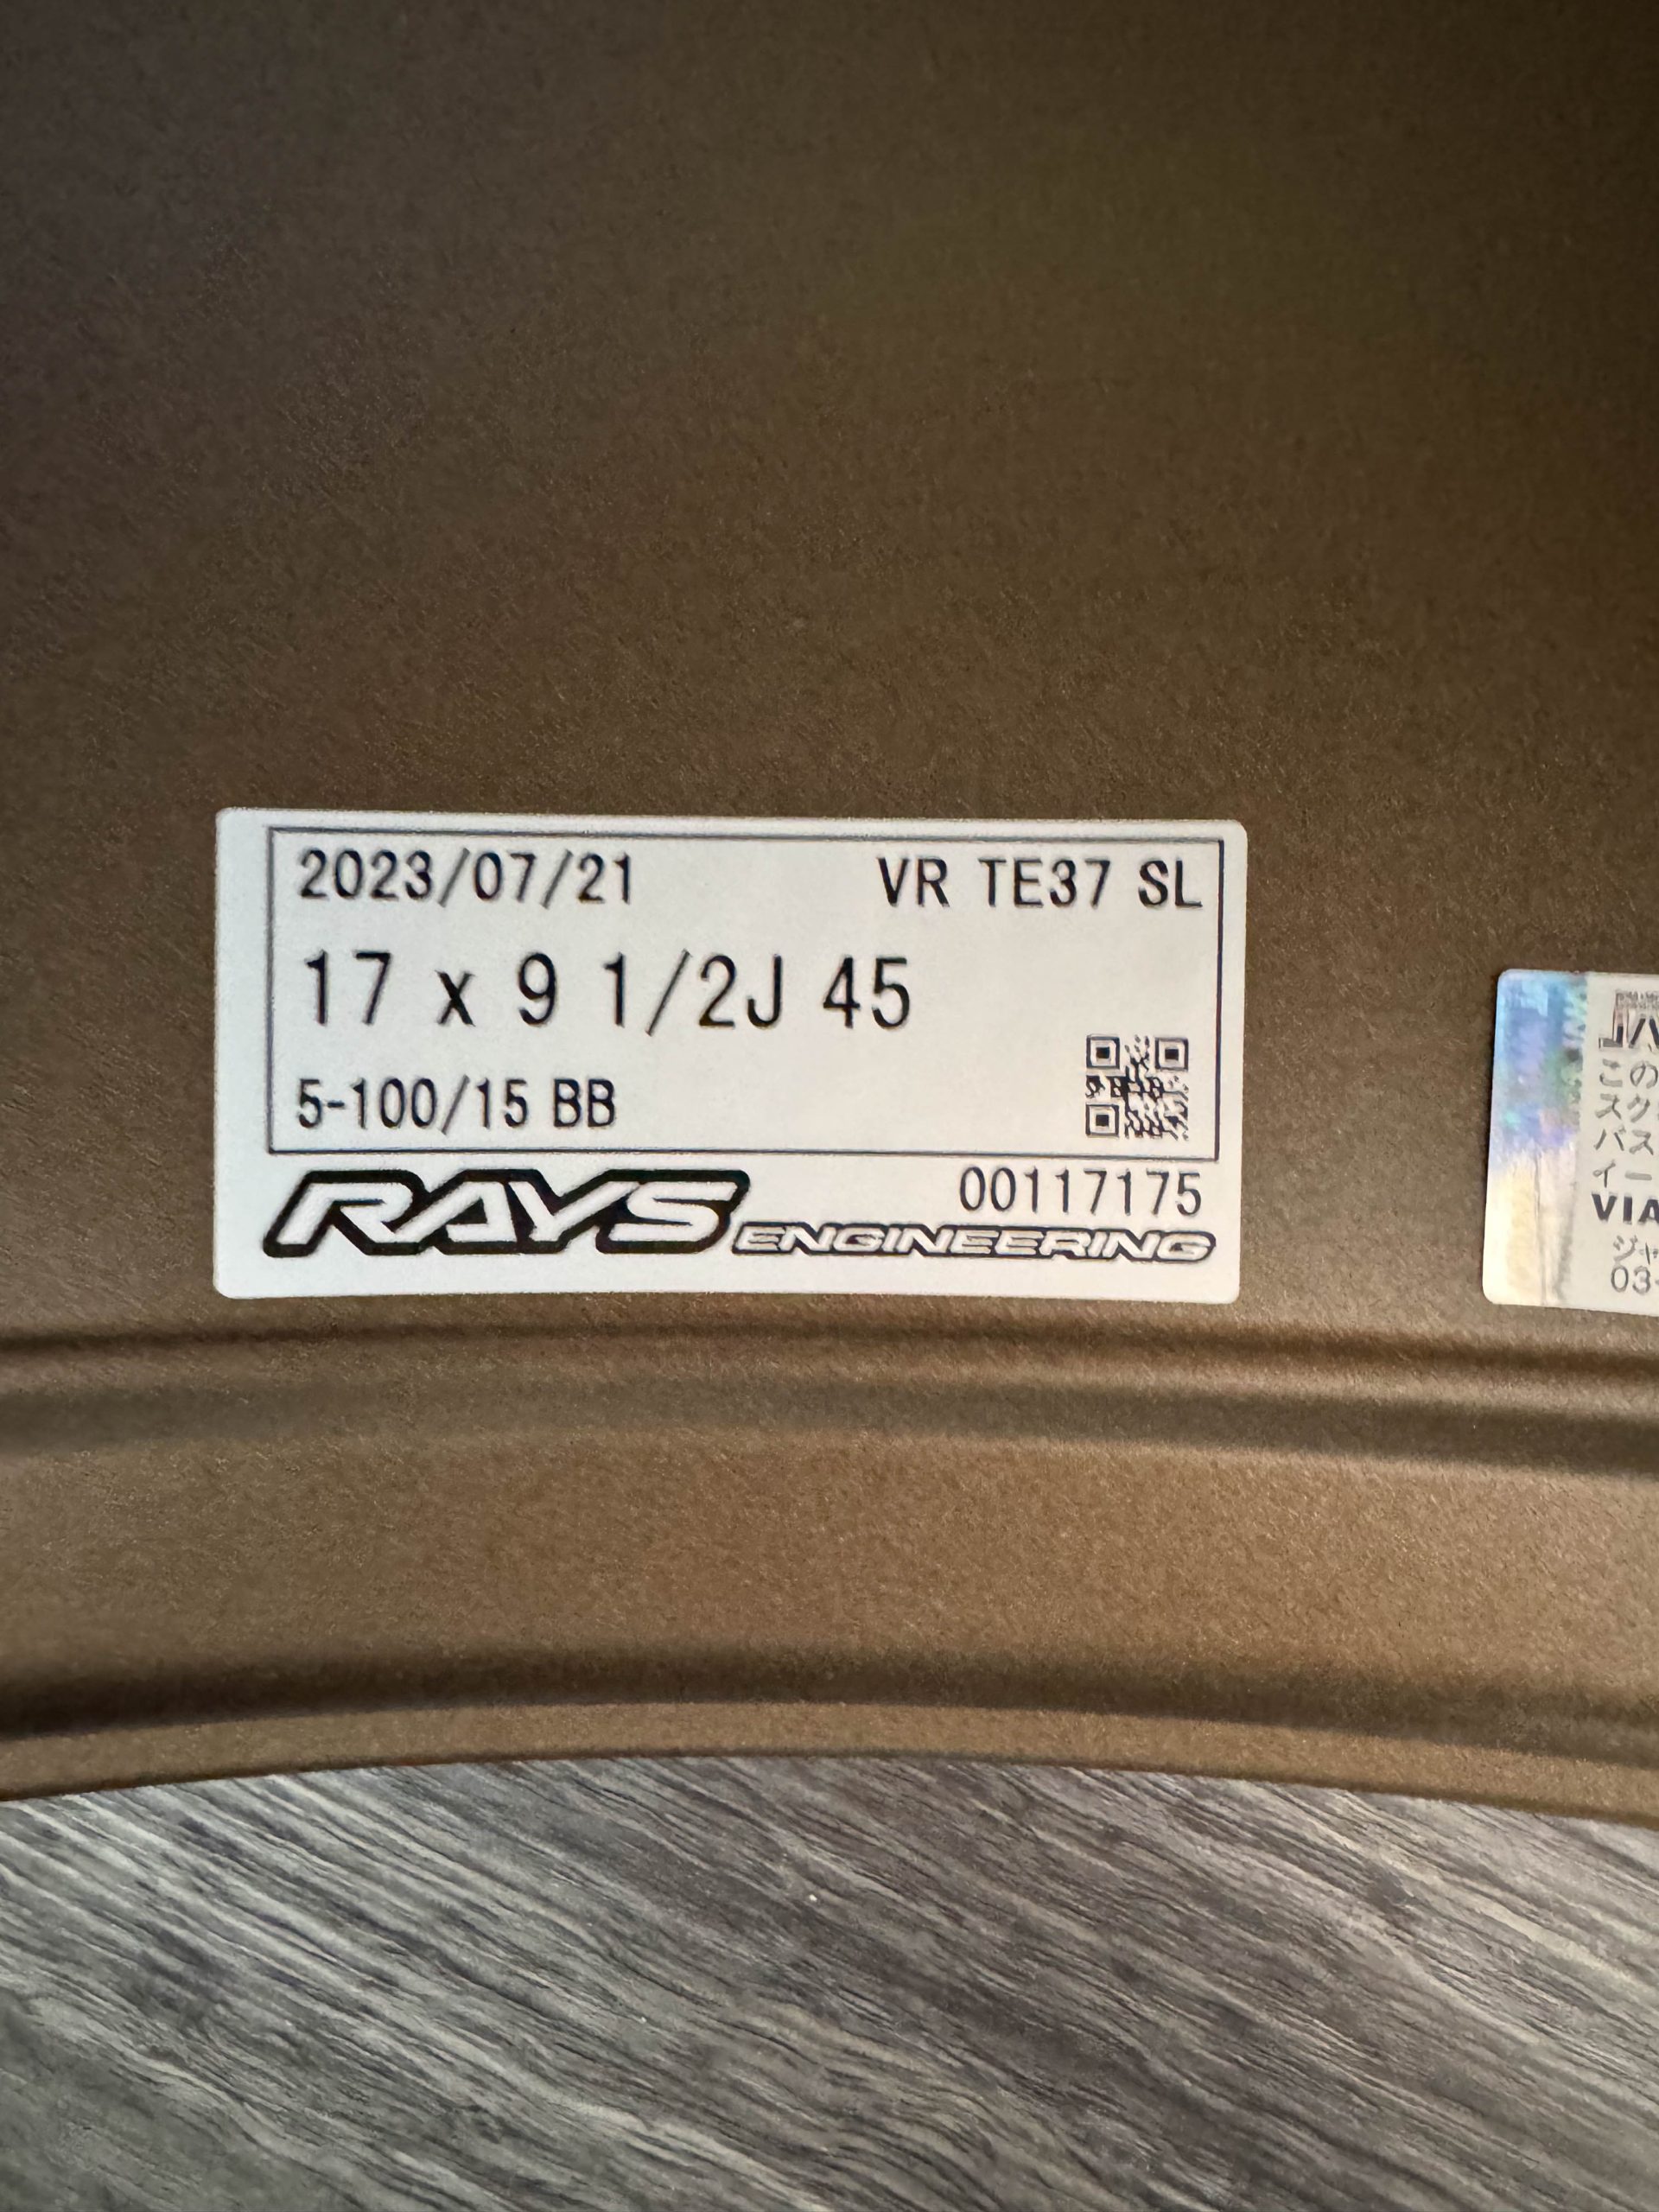 2023/07/21 VR TE37 SL
17 x 9 1/2J 45
5-100/15 BB
00117175
RAYS ENGINEERING
この
スク
バス
イー
VIA
ジャ
03-